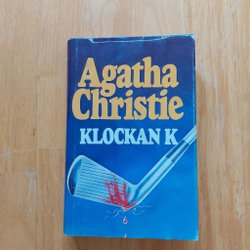 Agatha
Christie
KLOCKAN K